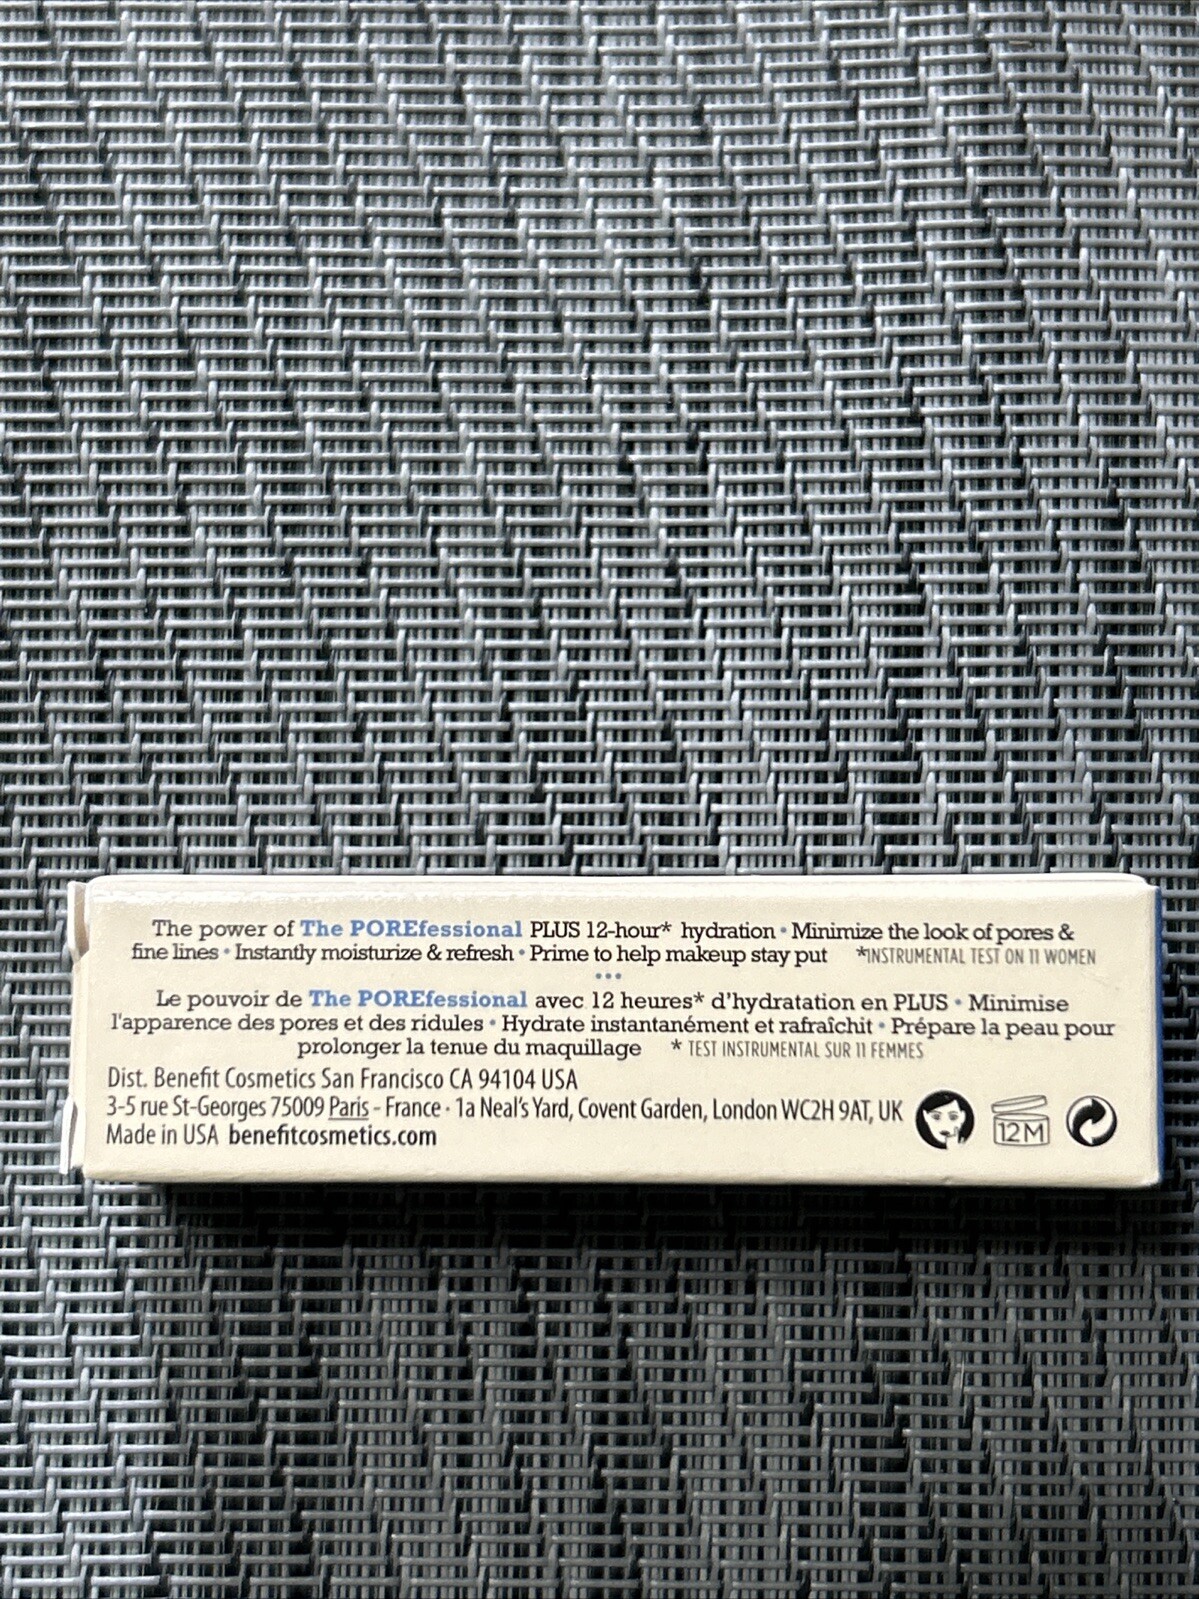 The power of The POREfessional PLUS 12-hour* hydration • Minimize the look of pores &
fine lines • Instantly moisturize & refresh • Prime to help makeup stay put *INSTRUMENTAL TEST ON 11 WOMEN
•••
Le pouvoir de The POREfessional avec 12 heures* d'hydratation en PLUS • Minimise
l'apparence des pores et des ridules • Hydrate instantanément et rafraîchit • Prépare la peau pour
prolonger la tenue du maquillage * TEST INSTRUMENTAL SUR 11 FEMMES
Dist. Benefit Cosmetics San Francisco CA 94104 USA
3-5 rue St-Georges 75009 Paris - France · 1a Neal's Yard, Covent Garden, London WC2H 9AT, UK
Made in USA benefitcosmetics.com
12M